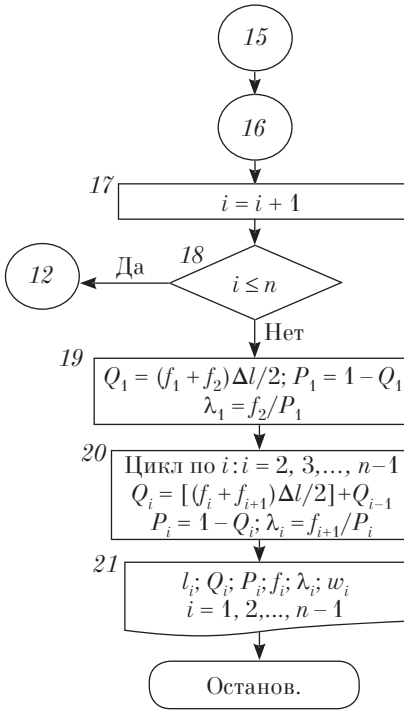 15
16
17
i = i + 1
18
12
Да
i ≤ n
Нет
19
Q₁ = (f₁ + f₂)Δl/2; P₁ = 1 – Q₁
λ₁ = f₂/P₁
20
Цикл по i: i = 2, 3,..., n–1
Qᵢ = [(fᵢ + fᵢ₊₁)Δl/2]+Qᵢ₋₁
Pᵢ = 1 – Qᵢ; λᵢ = fᵢ₊₁/Pᵢ
21
lᵢ; Qᵢ; Pᵢ; fᵢ; λᵢ; wᵢ
i = 1, 2,..., n – 1
Останов.